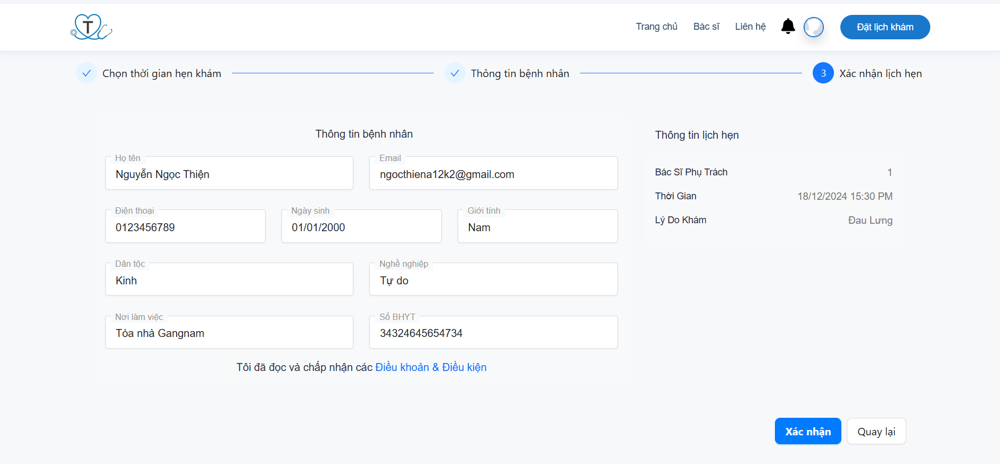 T
Trang chủ Bác sĩ Liên hệ Đặt lịch khám
Chọn thời gian hẹn khám Thông tin bệnh nhân 3 Xác nhận lịch hẹn
Thông tin bệnh nhân
Họ tên Email
Nguyễn Ngọc Thiện ngocthiena12k2@gmail.com
Điện thoại Ngày sinh Giới tính
0123456789 01/01/2000 Nam
Dân tộc Nghề nghiệp
Kinh Tự do
Nơi làm việc Số BHYT
Tòa nhà Gangnam 34324645654734
Tôi đã đọc và chấp nhận các Điều khoản & Điều kiện
Thông tin lịch hẹn
Bác Sĩ Phụ Trách 1
Thời Gian 18/12/2024 15:30 PM
Lý Do Khám Đau Lưng
Xác nhận Quay lại